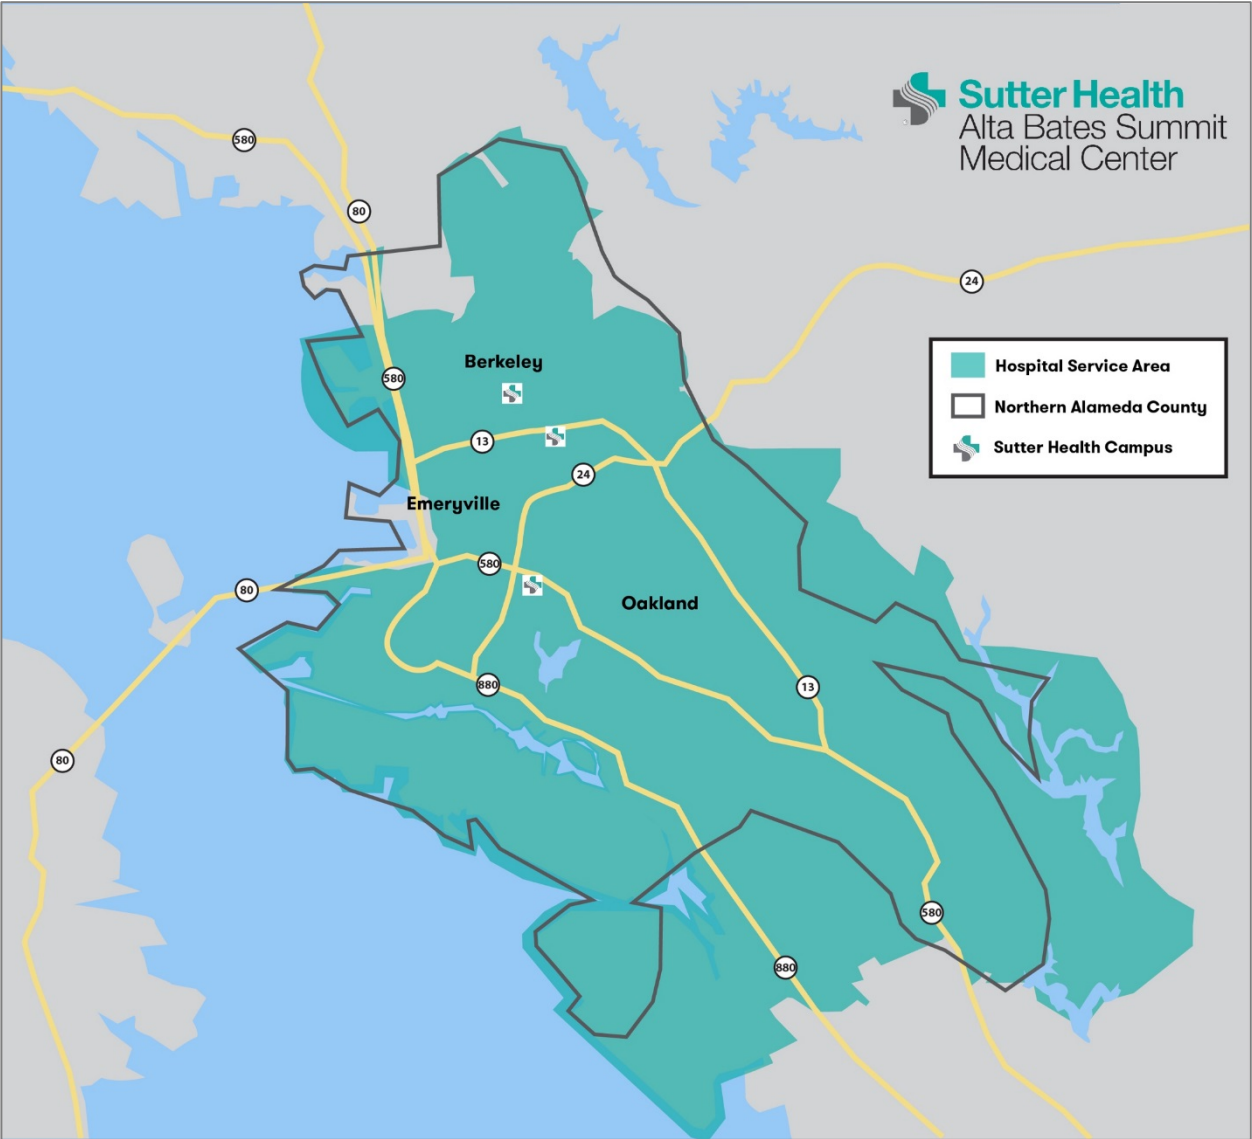 Sutter Health
Alta Bates Summit
Medical Center
580
80
24
Hospital Service Area
Northern Alameda County
Sutter Health Campus
Berkeley
580
13
24
Emeryville
580
80
Oakland
880
13
80
580
880